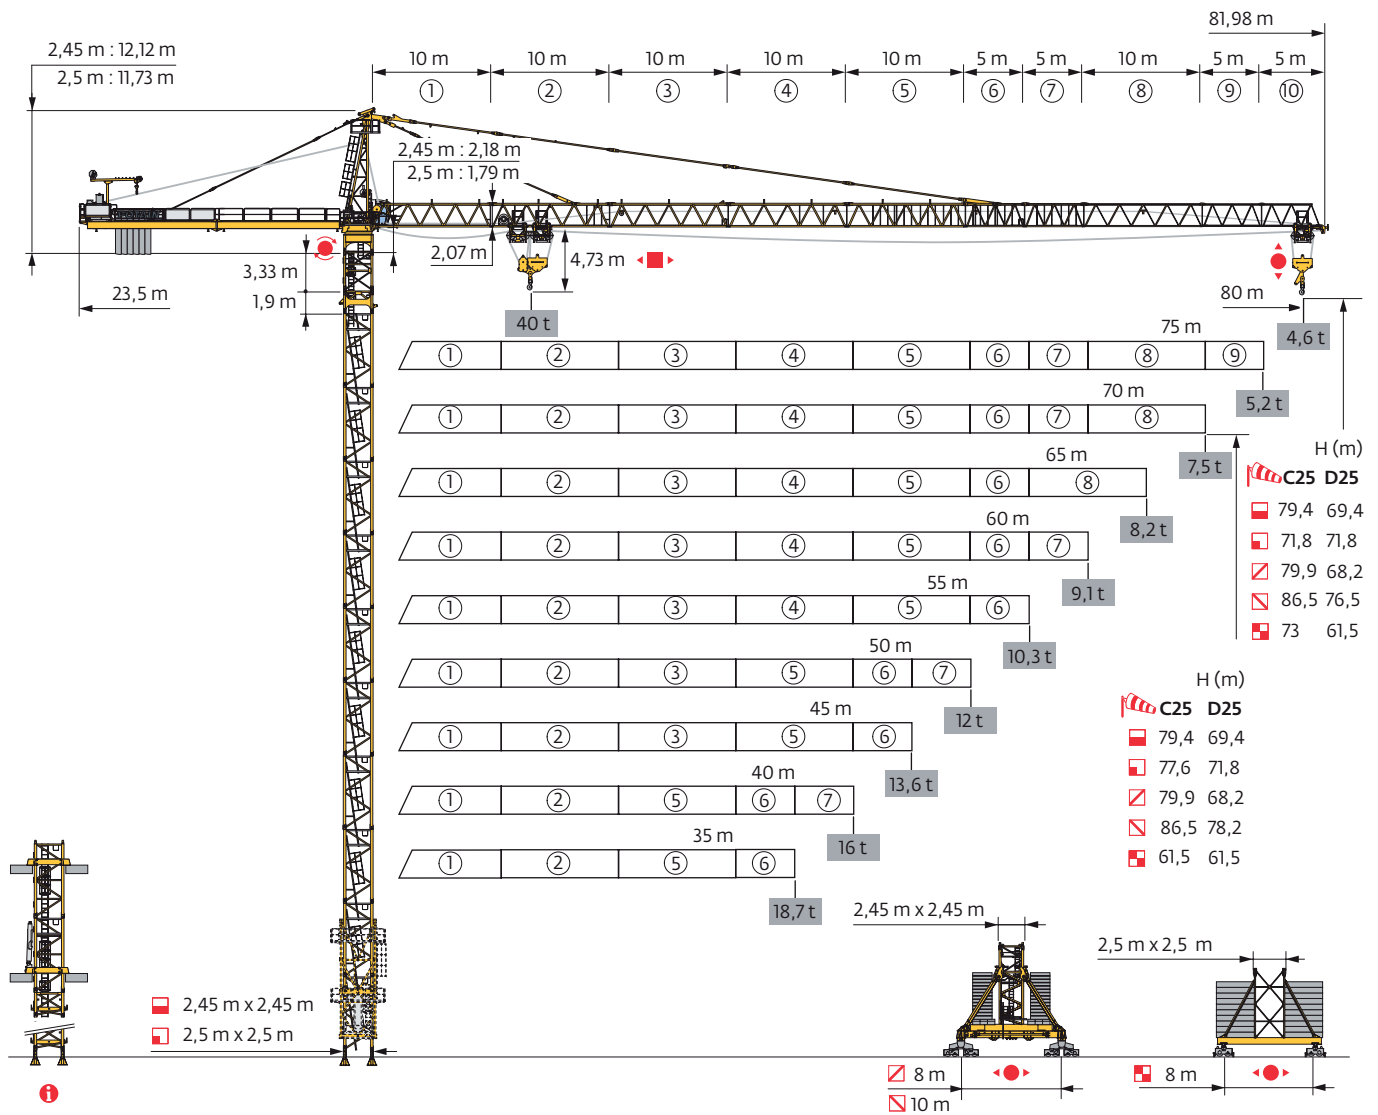 81,98 m
2,45 m : 12,12 m
2,5 m : 11,73 m
10 m 10 m 10 m 10 m 10 m 5 m 5 m 10 m 5 m 5 m
① ② ③ ④ ⑤ ⑥ ⑦ ⑧ ⑨ ⑩
2,45 m : 2,18 m
2,5 m : 1,79 m
2,07 m
4,73 m
3,33 m
1,9 m
23,5 m
80 m
40 t
4,6 t
75 m
① ② ③ ④ ⑤ ⑥ ⑦ ⑧ ⑨
5,2 t
70 m
① ② ③ ④ ⑤ ⑥ ⑦ ⑧
7,5 t
65 m
① ② ③ ④ ⑤ ⑥ ⑧
8,2 t
60 m
① ② ③ ④ ⑤ ⑥ ⑦
9,1 t
55 m
① ② ③ ④ ⑤ ⑥
10,3 t
50 m
① ② ③ ⑤ ⑥ ⑦
12 t
45 m
① ② ③ ⑤ ⑥
13,6 t
40 m
① ② ⑤ ⑥ ⑦
16 t
35 m
① ② ⑤ ⑥
18,7 t
H (m)
C25 D25
79,4 69,4
71,8 71,8
79,9 68,2
86,5 76,5
73 61,5
H (m)
C25 D25
79,4 69,4
77,6 71,8
79,9 68,2
86,5 78,2
61,5 61,5
2,45 m x 2,45 m
2,5 m x 2,5 m
2,45 m x 2,45 m
8 m
10 m
2,5 m x 2,5 m
8 m
i